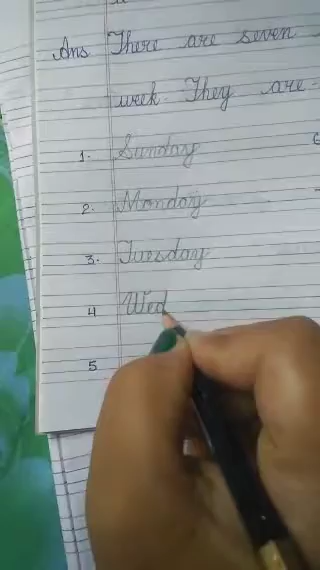 Ans There are seven
week. They are -
1. Sunday
2. Monday
3. Tuesday
4 Wed
5